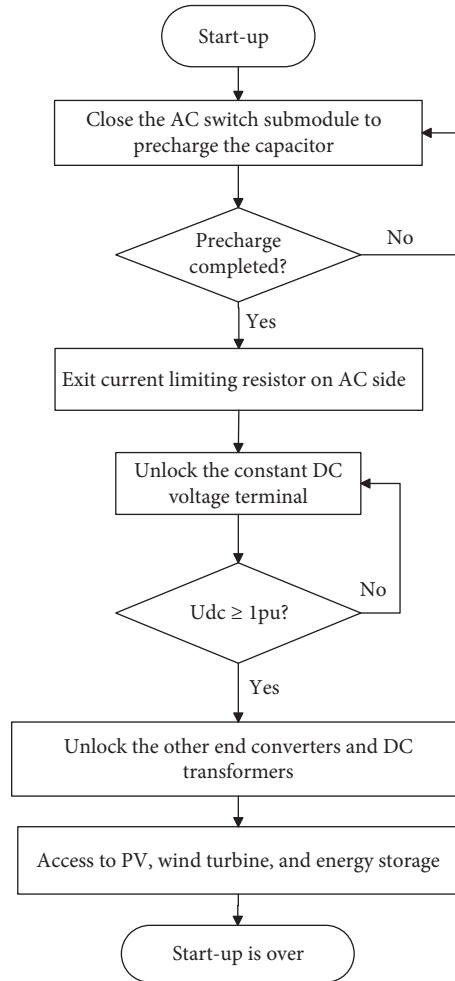 Start-up
Close the AC switch submodule to
precharge the capacitor
Precharge
completed?
No
Yes
Exit current limiting resistor on AC side
Unlock the constant DC
voltage terminal
Udc ≥ 1pu?
No
Yes
Unlock the other end converters and DC
transformers
Access to PV, wind turbine, and energy storage
Start-up is over